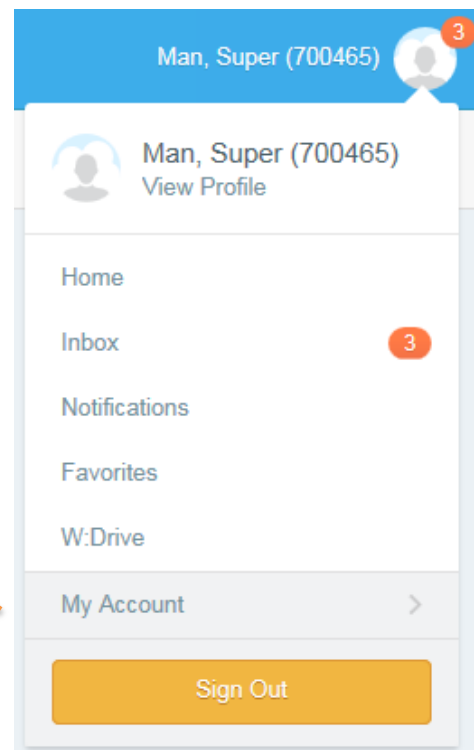 Man, Super (700465)
3
Man, Super (700465)
View Profile
Home
Inbox
3
Notifications
Favorites
W:Drive
My Account
Sign Out